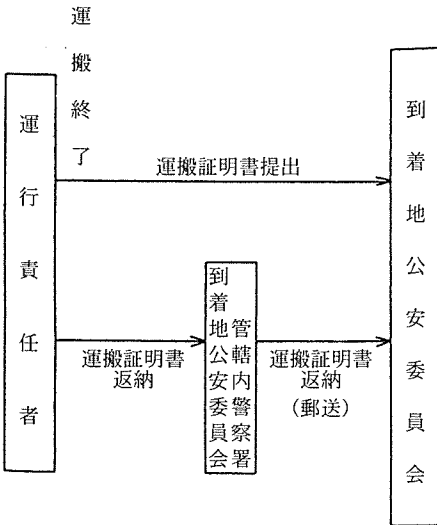 運搬終了
運行責任者
運搬証明書提出
到着地公安委員会
運搬証明書
返納
到着地公安委員会
管轄内警察署
運搬証明書
返納
(郵送)